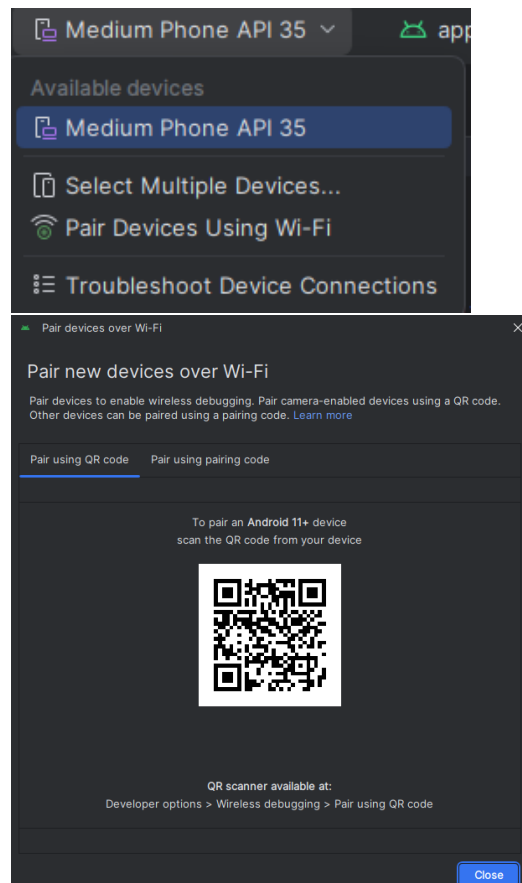 Medium Phone API 35
app
Available devices
Medium Phone API 35
Select Multiple Devices...
Pair Devices Using Wi-Fi
Troubleshoot Device Connections
Pair devices over Wi-Fi
Pair new devices over Wi-Fi
Pair devices to enable wireless debugging. Pair camera-enabled devices using a QR code.
Other devices can be paired using a pairing code. Learn more
Pair using QR code Pair using pairing code
To pair an Android 11+ device
scan the QR code from your device
QR scanner available at:
Developer options > Wireless debugging > Pair using QR code
Close